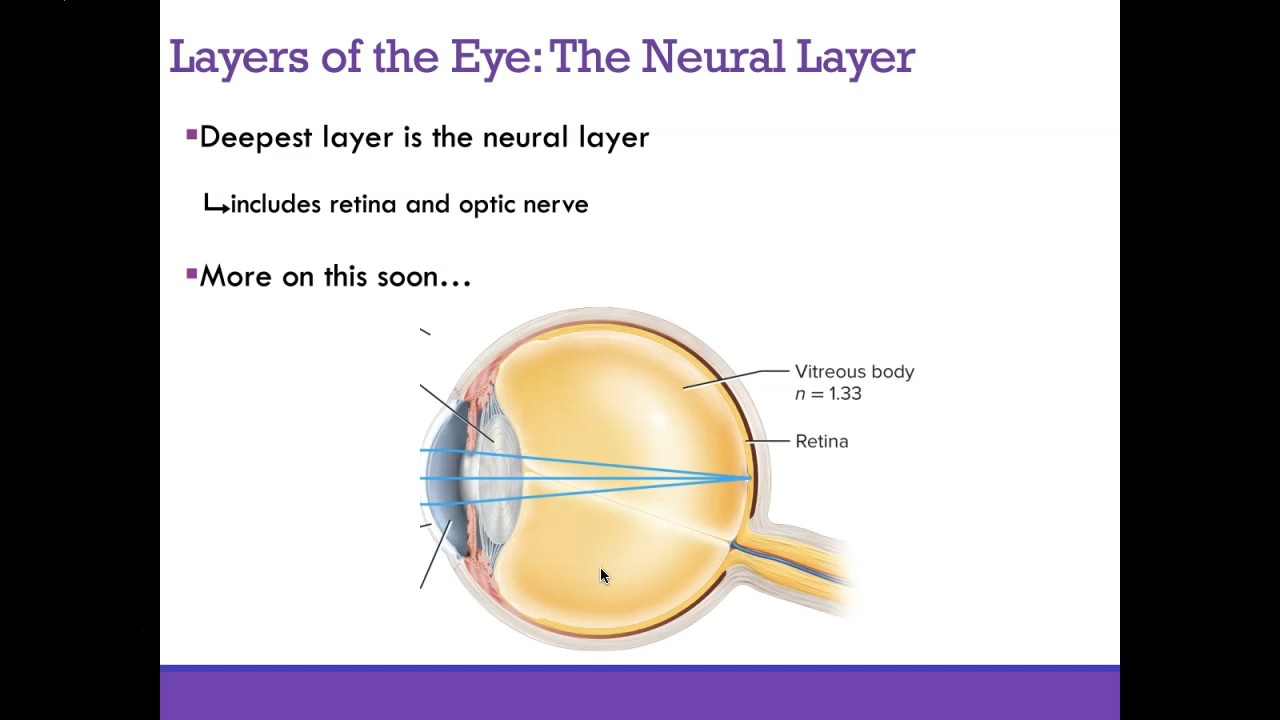 Layers of the Eye: The Neural Layer
▪Deepest layer is the neural layer
↳includes retina and optic nerve
▪More on this soon…
Vitreous body
n = 1.33
Retina